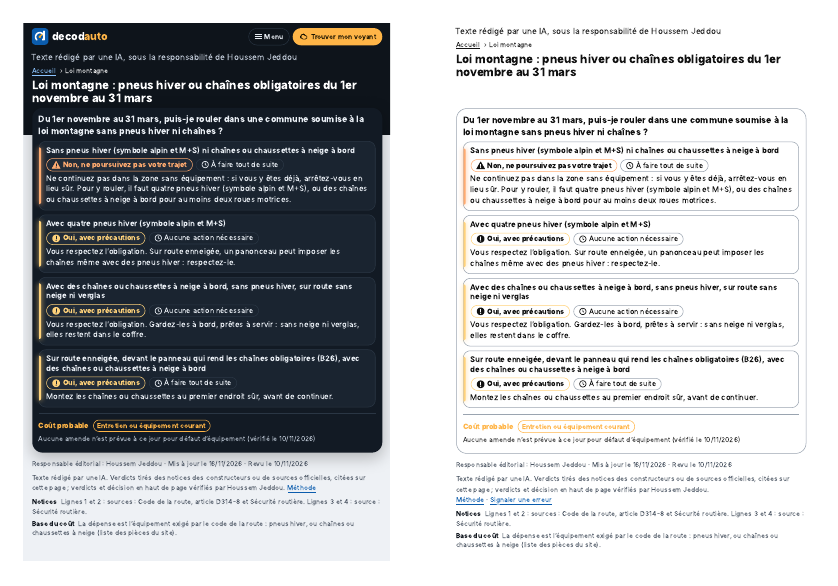 decodauto
Menu
Trouver mon voyant
Texte rédigé par une IA, sous la responsabilité de Houssem Jeddou
Accueil › Loi montagne
Loi montagne : pneus hiver ou chaînes obligatoires du 1er
novembre au 31 mars
Du 1er novembre au 31 mars, puis-je rouler dans une commune soumise à la
loi montagne sans pneus hiver ni chaînes ?
Sans pneus hiver (symbole alpin et M+S) ni chaînes ou chaussettes à neige à bord
Non, ne poursuivez pas votre trajet
À faire tout de suite
Ne continuez pas dans la zone sans équipement : si vous y êtes déjà, arrêtez-vous en
lieu sûr. Pour y rouler, il faut quatre pneus hiver (symbole alpin et M+S), ou des chaînes
ou chaussettes à neige à bord pour au moins deux roues motrices.
Avec quatre pneus hiver (symbole alpin et M+S)
Oui, avec précautions
Aucune action nécessaire
Vous respectez l'obligation. Sur route enneigée, un panonceau peut imposer les
chaînes même avec des pneus hiver : respectez-le.
Avec des chaînes ou chaussettes à neige à bord, sans pneus hiver, sur route sans
neige ni verglas
Oui, avec précautions
Aucune action nécessaire
Vous respectez l'obligation. Gardez-les à bord, prêtes à servir : sans neige ni verglas,
elles restent dans le coffre.
Sur route enneigée, devant le panneau qui rend les chaînes obligatoires (B26), avec
des chaînes ou chaussettes à neige à bord
Oui, avec précautions
À faire tout de suite
Montez les chaînes ou chaussettes au premier endroit sûr, avant de continuer.
Coût probable
Entretien ou équipement courant
Aucune amende n'est prévue à ce jour pour défaut d'équipement (vérifié le 10/11/2026)
Responsable éditorial : Houssem Jeddou · Mis à jour le 16/11/2026 · Revu le 10/11/2026
Texte rédigé par une IA. Verdicts tirés des notices des constructeurs ou de sources officielles, citées sur
cette page ; verdicts et décision en haut de page vérifiés par Houssem Jeddou. Méthode
Notices Lignes 1 et 2 : sources : Code de la route, article D314-8 et Sécurité routière. Lignes 3 et 4 : source :
Sécurité routière.
Base du coût La dépense est l'équipement exigé par le code de la route : pneus hiver, ou chaînes ou
chaussettes à neige (liste des pièces du site).
Texte rédigé par une IA, sous la responsabilité de Houssem Jeddou
Accueil › Loi montagne
Loi montagne : pneus hiver ou chaînes obligatoires du 1er
novembre au 31 mars
Du 1er novembre au 31 mars, puis-je rouler dans une commune soumise à la
loi montagne sans pneus hiver ni chaînes ?
Sans pneus hiver (symbole alpin et M+S) ni chaînes ou chaussettes à neige à bord
Non, ne poursuivez pas votre trajet
À faire tout de suite
Ne continuez pas dans la zone sans équipement : si vous y êtes déjà, arrêtez-vous en
lieu sûr. Pour y rouler, il faut quatre pneus hiver (symbole alpin et M+S), ou des chaînes
ou chaussettes à neige à bord pour au moins deux roues motrices.
Avec quatre pneus hiver (symbole alpin et M+S)
Oui, avec précautions
Aucune action nécessaire
Vous respectez l'obligation. Sur route enneigée, un panonceau peut imposer les
chaînes même avec des pneus hiver : respectez-le.
Avec des chaînes ou chaussettes à neige à bord, sans pneus hiver, sur route sans
neige ni verglas
Oui, avec précautions
Aucune action nécessaire
Vous respectez l'obligation. Gardez-les à bord, prêtes à servir : sans neige ni verglas,
elles restent dans le coffre.
Sur route enneigée, devant le panneau qui rend les chaînes obligatoires (B26), avec
des chaînes ou chaussettes à neige à bord
Oui, avec précautions
À faire tout de suite
Montez les chaînes ou chaussettes au premier endroit sûr, avant de continuer.
Coût probable
Entretien ou équipement courant
Aucune amende n'est prévue à ce jour pour défaut d'équipement (vérifié le 10/11/2026)
Responsable éditorial : Houssem Jeddou · Mis à jour le 16/11/2026 · Revu le 10/11/2026
Texte rédigé par une IA. Verdicts tirés des notices des constructeurs ou de sources officielles, citées sur
cette page ; verdicts et décision en haut de page vérifiés par Houssem Jeddou.
Méthode · Signaler une erreur
Notices Lignes 1 et 2 : sources : Code de la route, article D314-8 et Sécurité routière. Lignes 3 et 4 : source :
Sécurité routière.
Base du coût La dépense est l'équipement exigé par le code de la route : pneus hiver, ou chaînes ou
chaussettes à neige (liste des pièces du site).